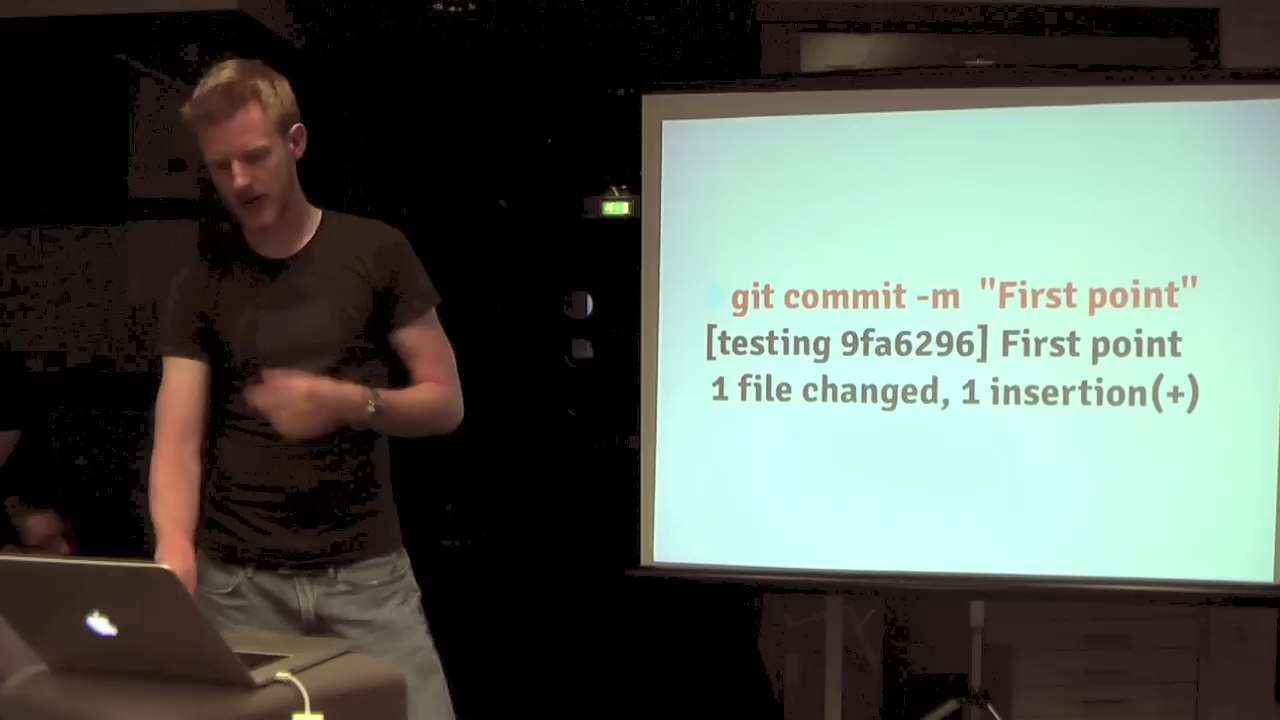 git commit -m "First point"
[testing 9fa6296] First point
1 file changed, 1 insertion(+)